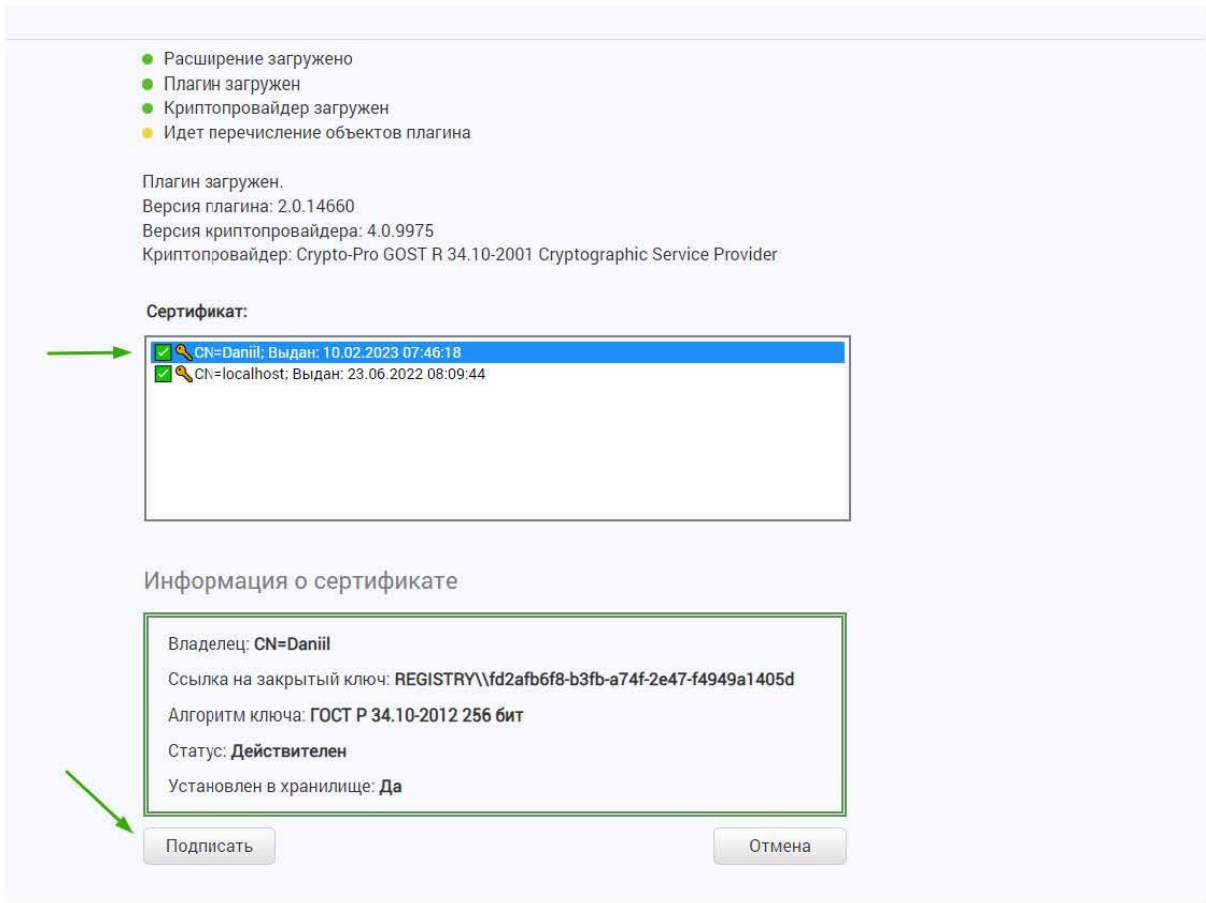 Расширение загружено
Плагин загружен
Криптопровайдер загружен
Идет перечисление объектов плагина
Плагин загружен.
Версия плагина: 2.0.14660
Версия криптопровайдера: 4.0.9975
Криптопровайдер: Crypto-Pro GOST R 34.10-2001 Cryptographic Service Provider
Сертификат:
CN=Daniil; Выдан: 10.02.2023 07:46:18
CN=localhost; Выдан: 23.06.2022 08:09:44
Информация о сертификате
Владелец: CN=Daniil
Ссылка на закрытый ключ: REGISTRY\\fd2afb6f8-b3fb-a74f-2e47-f4949a1405d
Алгоритм ключа: ГОСТ Р 34.10-2012 256 бит
Статус: Действителен
Установлен в хранилище: Да
Подписать Отмена